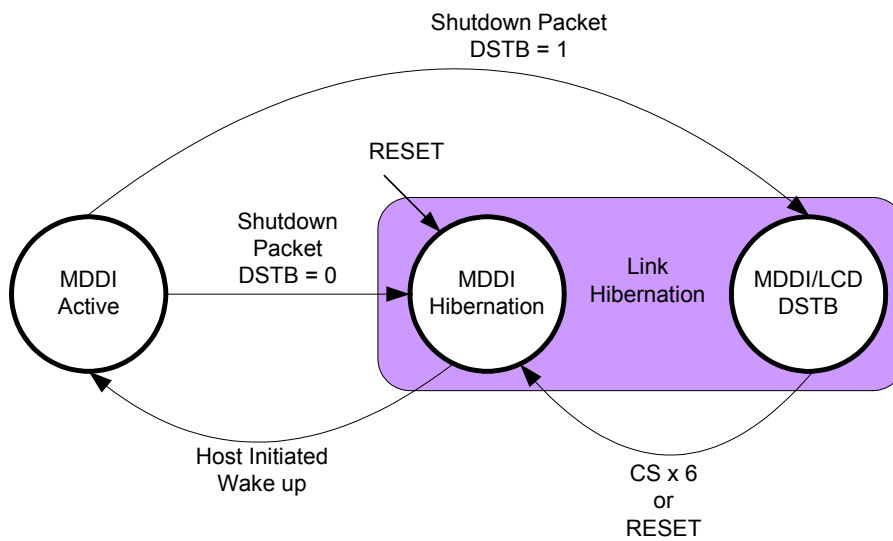 Shutdown Packet
DSTB = 1
RESET
Shutdown
Packet
DSTB = 0
MDDI
Active
MDDI
Hibernation
Link
Hibernation
MDDI/LCD
DSTB
Host Initiated
Wake up
CS x 6
or
RESET